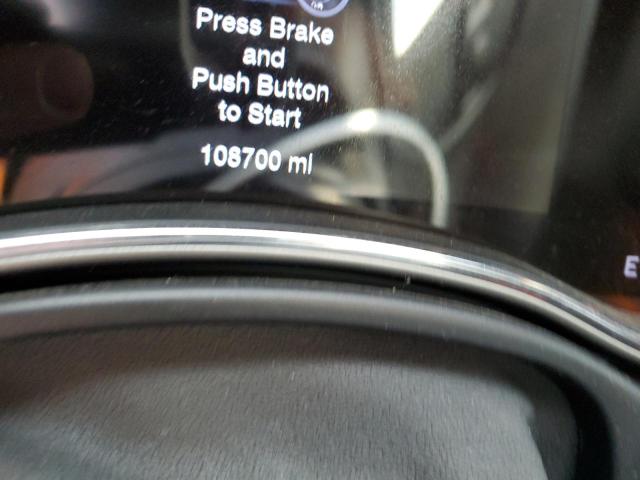 Press Brake
and
Push Button
to Start
108700 mi
E